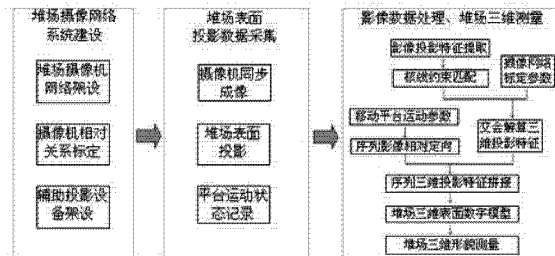 堆场摄像网络
系统建设
堆场摄像机
网络架设
摄像机相对
关系标定
辅助投影设
备架设
堆场表面
投影数据采集
摄像机同步
成像
堆场表面
投影
平台运动状
态记录
影像数据处理、堆场三维测量
影像投影特征提取
核线约束匹配
摄像网络
标定参数
移动平台运动参数
序列影像相对定向
交会解算三
维投影特征
序列三维投影特征拼接
堆场三维表面数字模型
堆场三维形貌测量